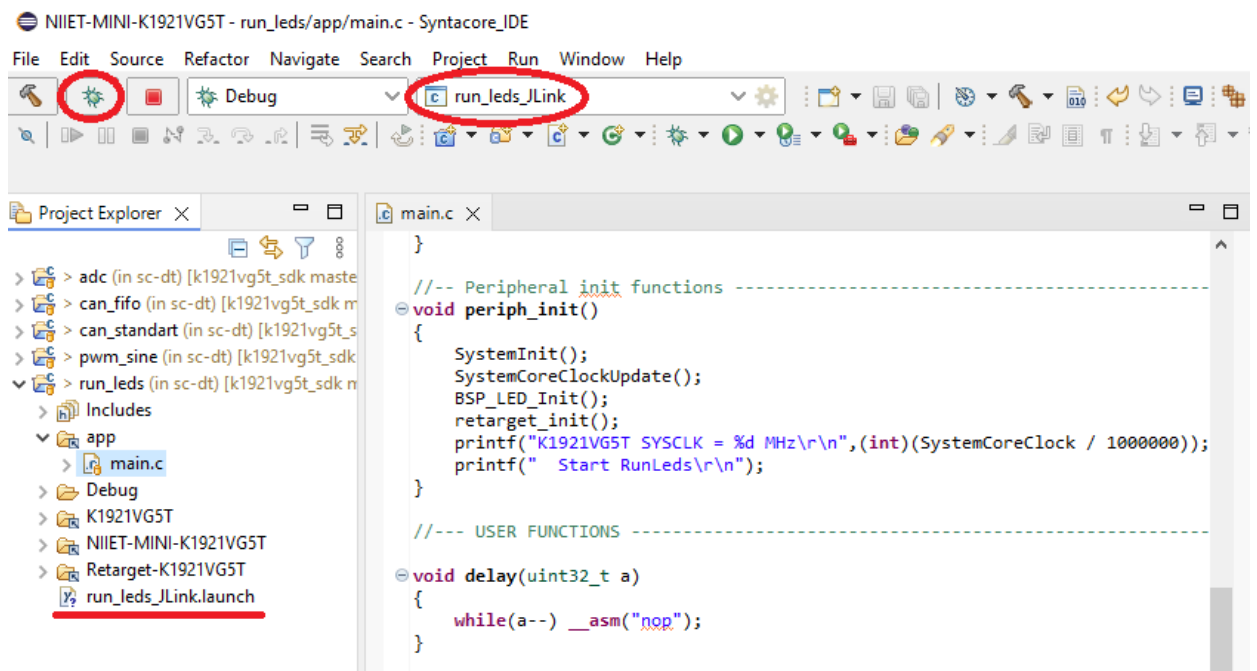 NIIET-MINI-K1921VG5T - run_leds/app/main.c - Syntacore_IDE
File Edit Source Refactor Navigate Search Project Run Window Help
Debug
run_leds_JLink
Project Explorer
main.c
> adc (in sc-dt) [k1921vg5t_sdk maste
> can_fifo (in sc-dt) [k1921vg5t_sdk m
> can_standart (in sc-dt) [k1921vg5t_s
> pwm_sine (in sc-dt) [k1921vg5t_sdk
> run_leds (in sc-dt) [k1921vg5t_sdk m
Includes
app
main.c
Debug
K1921VG5T
NIIET-MINI-K1921VG5T
Retarget-K1921VG5T
run_leds_JLink.launch
}
//-- Peripheral init functions ----------------------------------------------
void periph_init()
{
SystemInit();
SystemCoreClockUpdate();
BSP_LED_Init();
retarget_init();
printf("K1921VG5T SYSCLK = %d MHz\r\n",(int)(SystemCoreClock / 1000000));
printf("  Start RunLeds\r\n");
}
//--- USER FUNCTIONS --------------------------------------------------------
void delay(uint32_t a)
{
while(a--) __asm("nop");
}